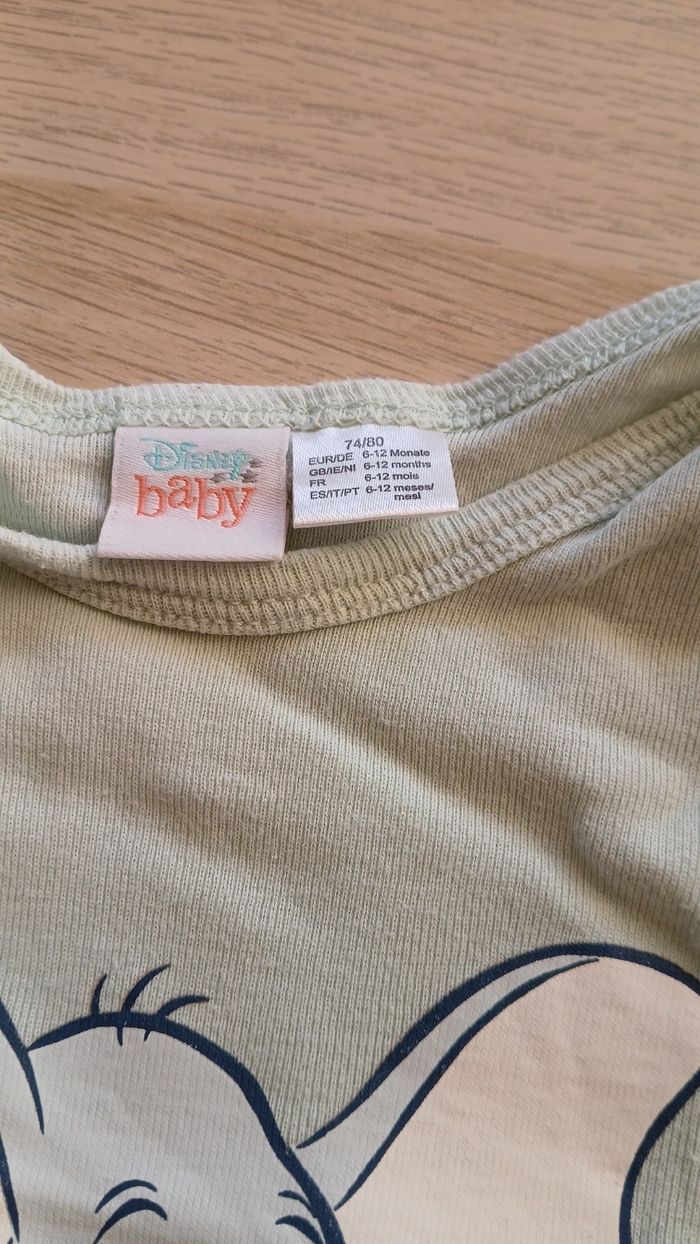 Disney
baby
74/80
EUR/DE 6-12 Monate
GB/IE/NI 6-12 months
FR 6-12 mois
ES/IT/PT 6-12 meses/
mesi